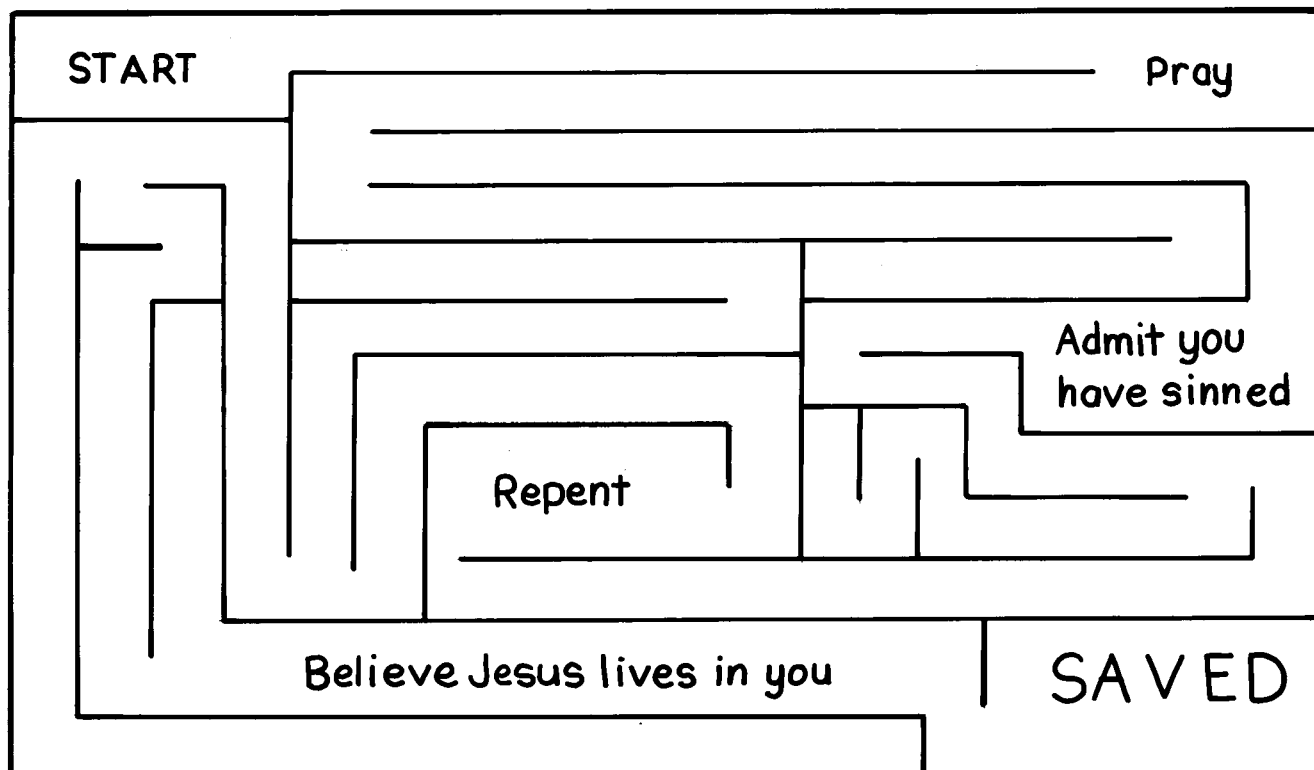 START
Pray
Admit you
have sinned
Repent
Believe Jesus lives in you
SAVED